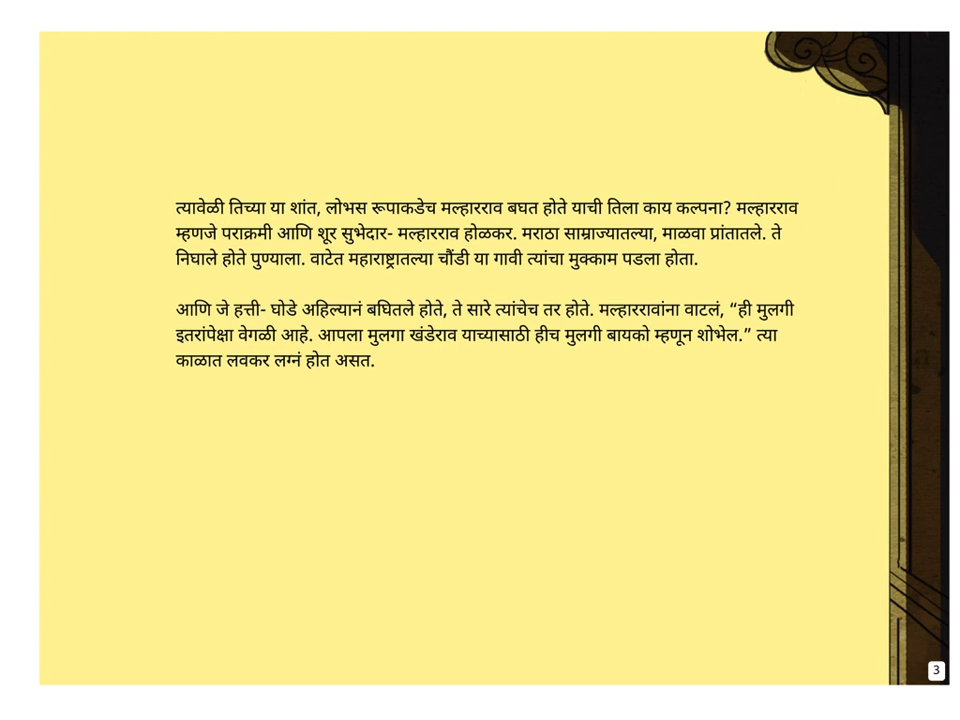 त्यावेळी तिच्या या शांत, लोभस रूपाकडेच मल्हारराव बघत होते याची तिला काय कल्पना? मल्हारराव
म्हणजे पराक्रमी आणि शूर सुभेदार- मल्हारराव होळकर. मराठा साम्राज्यातल्या, माळवा प्रांतातले. ते
निघाले होते पुण्याला. वाटेत महाराष्ट्रातल्या चौंडी या गावी त्यांचा मुक्काम पडला होता.
आणि जे हत्ती- घोडे अहिल्यानं बघितले होते, ते सारे त्यांचेच तर होते. मल्हाररावांना वाटलं, “ही मुलगी
इतरांपेक्षा वेगळी आहे. आपला मुलगा खंडेराव याच्यासाठी हीच मुलगी बायको म्हणून शोभेल.” त्या
काळात लवकर लग्नं होत असत.
3